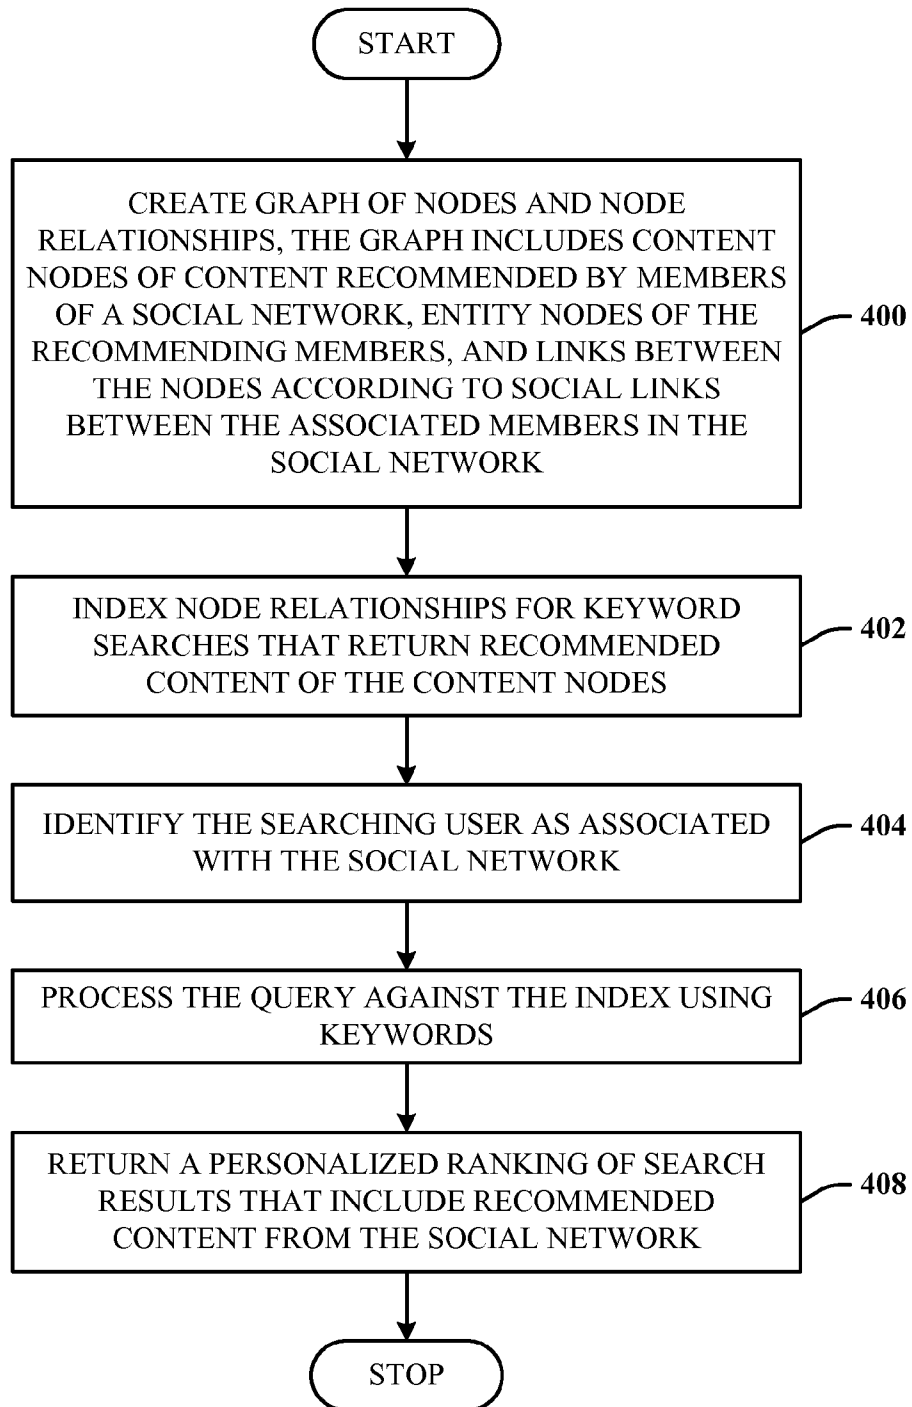 START
CREATE GRAPH OF NODES AND NODE
RELATIONSHIPS, THE GRAPH INCLUDES CONTENT
NODES OF CONTENT RECOMMENDED BY MEMBERS
OF A SOCIAL NETWORK, ENTITY NODES OF THE
RECOMMENDING MEMBERS, AND LINKS BETWEEN
THE NODES ACCORDING TO SOCIAL LINKS
BETWEEN THE ASSOCIATED MEMBERS IN THE
SOCIAL NETWORK
400
INDEX NODE RELATIONSHIPS FOR KEYWORD
SEARCHES THAT RETURN RECOMMENDED
CONTENT OF THE CONTENT NODES
402
IDENTIFY THE SEARCHING USER AS ASSOCIATED
WITH THE SOCIAL NETWORK
404
PROCESS THE QUERY AGAINST THE INDEX USING
KEYWORDS
406
RETURN A PERSONALIZED RANKING OF SEARCH
RESULTS THAT INCLUDE RECOMMENDED
CONTENT FROM THE SOCIAL NETWORK
408
STOP